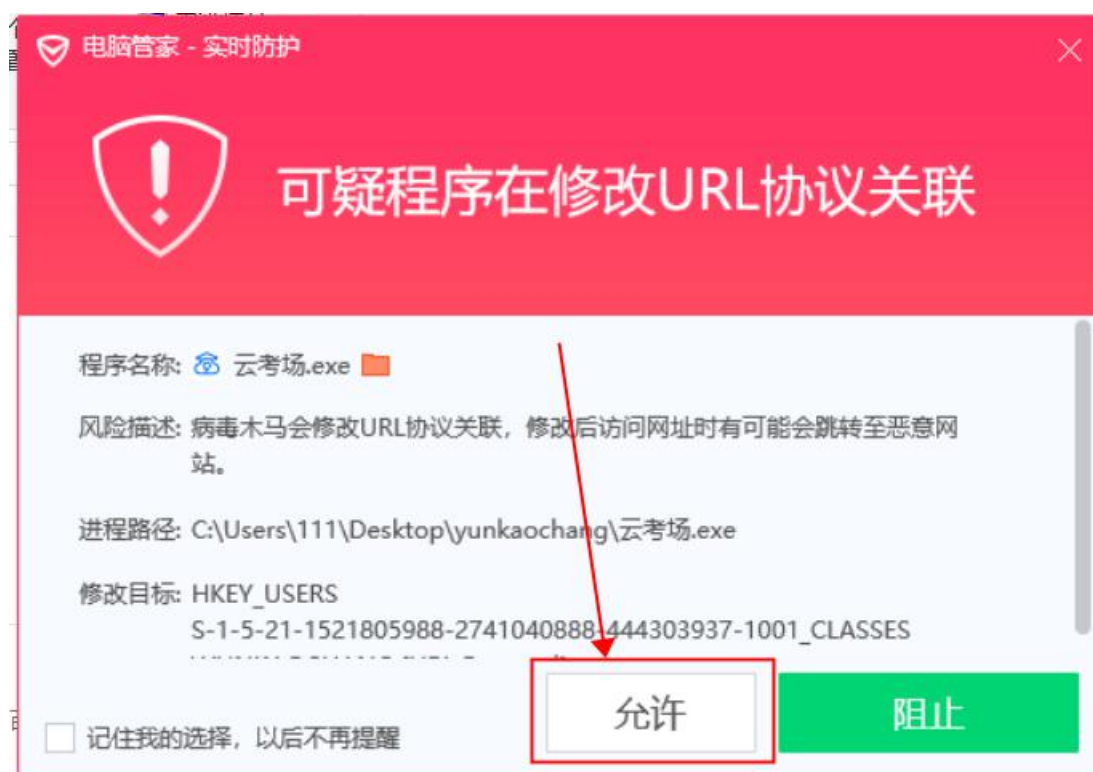 电脑管家 - 实时防护
可疑程序在修改URL协议关联
程序名称: 云考场.exe
风险描述: 病毒木马会修改URL协议关联，修改后访问网址时有可能会跳转至恶意网
站。
进程路径: C:\Users\111\Desktop\yunkaochang\云考场.exe
修改目标: HKEY_USERS
S-1-5-21-1521805988-2741040888-444303937-1001_CLASSES
允许
阻止
记住我的选择，以后不再提醒